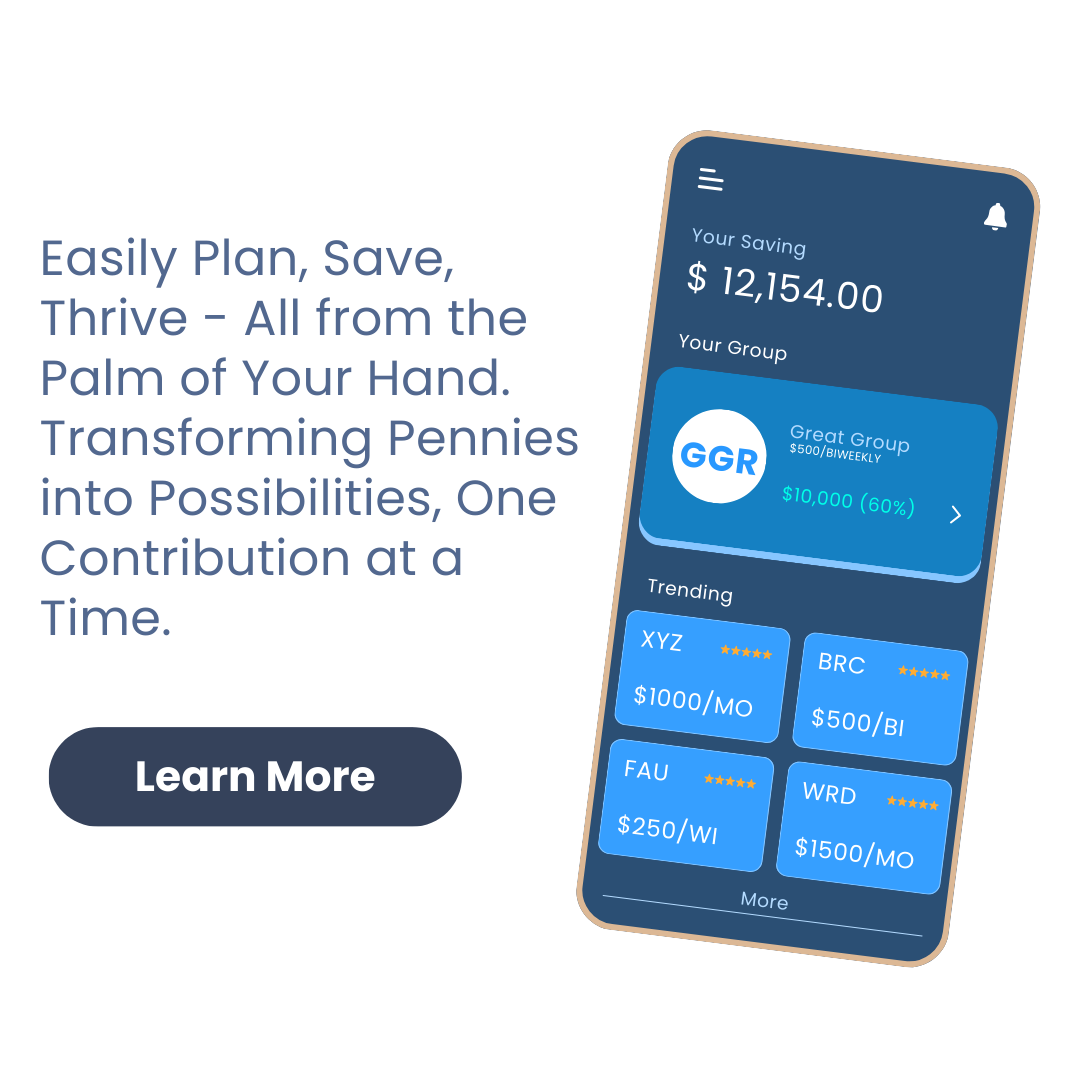 Easily Plan, Save,
Thrive - All from the
Palm of Your Hand.
Transforming Pennies
into Possibilities, One
Contribution at a
Time.
Learn More
Your Saving
$ 12,154.00
Your Group
GGR
Great Group
$500/BIWEEKLY
$10,000 (60%)
Trending
XYZ
$1000/MO
BRC
$500/BI
FAU
$250/WI
WRD
$1500/MO
More